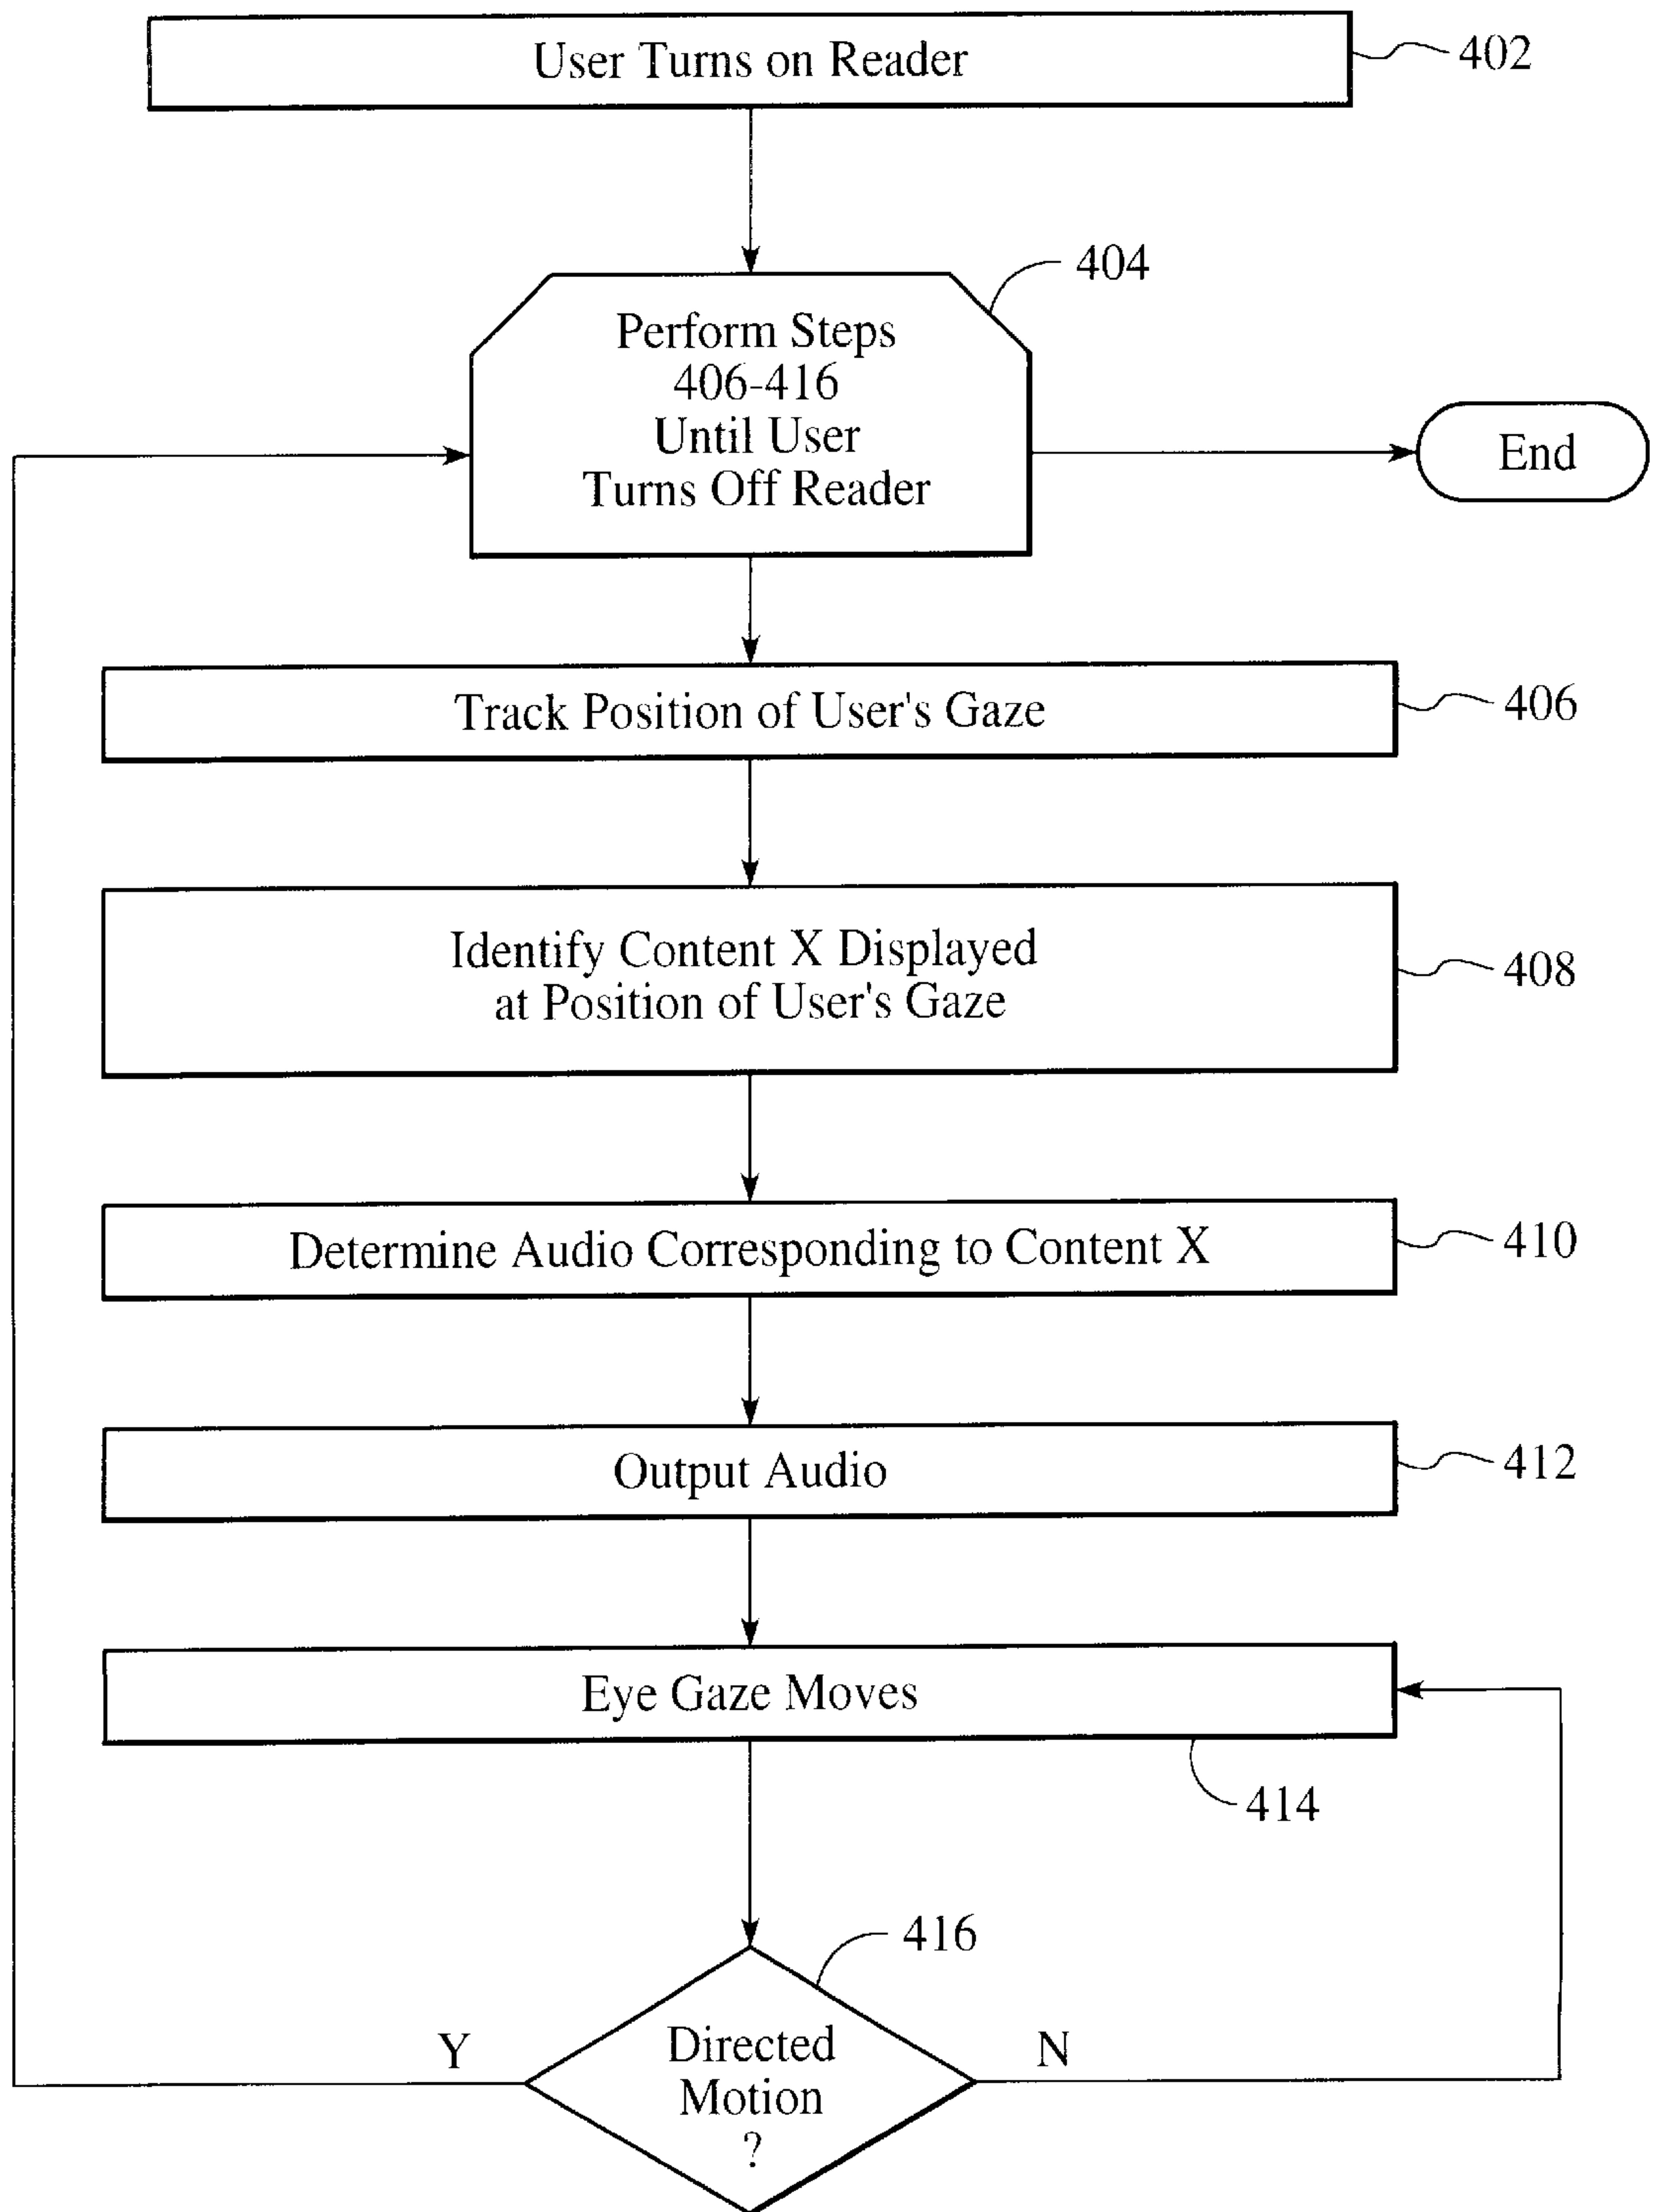 User Turns on Reader
402
404
Perform Steps
406-416
Until User
Turns Off Reader
End
Track Position of User's Gaze
406
Identify Content X Displayed
at Position of User's Gaze
408
Determine Audio Corresponding to Content X
410
Output Audio
412
Eye Gaze Moves
414
416
Y
Directed
Motion
?
N